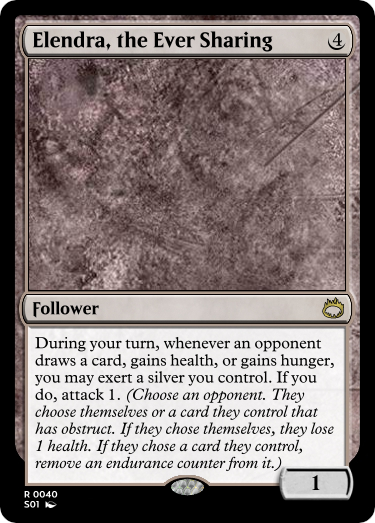 Elendra, the Ever Sharing 4
Follower
During your turn, whenever an opponent
draws a card, gains health, or gains hunger,
you may exert a silver you control. If you
do, attack 1. (Choose an opponent. They
choose themselves or a card they control that
has obstruct. If they chose themselves, they lose
1 health. If they chose a card they control,
remove an endurance counter from it.)
1
R 0040
S01